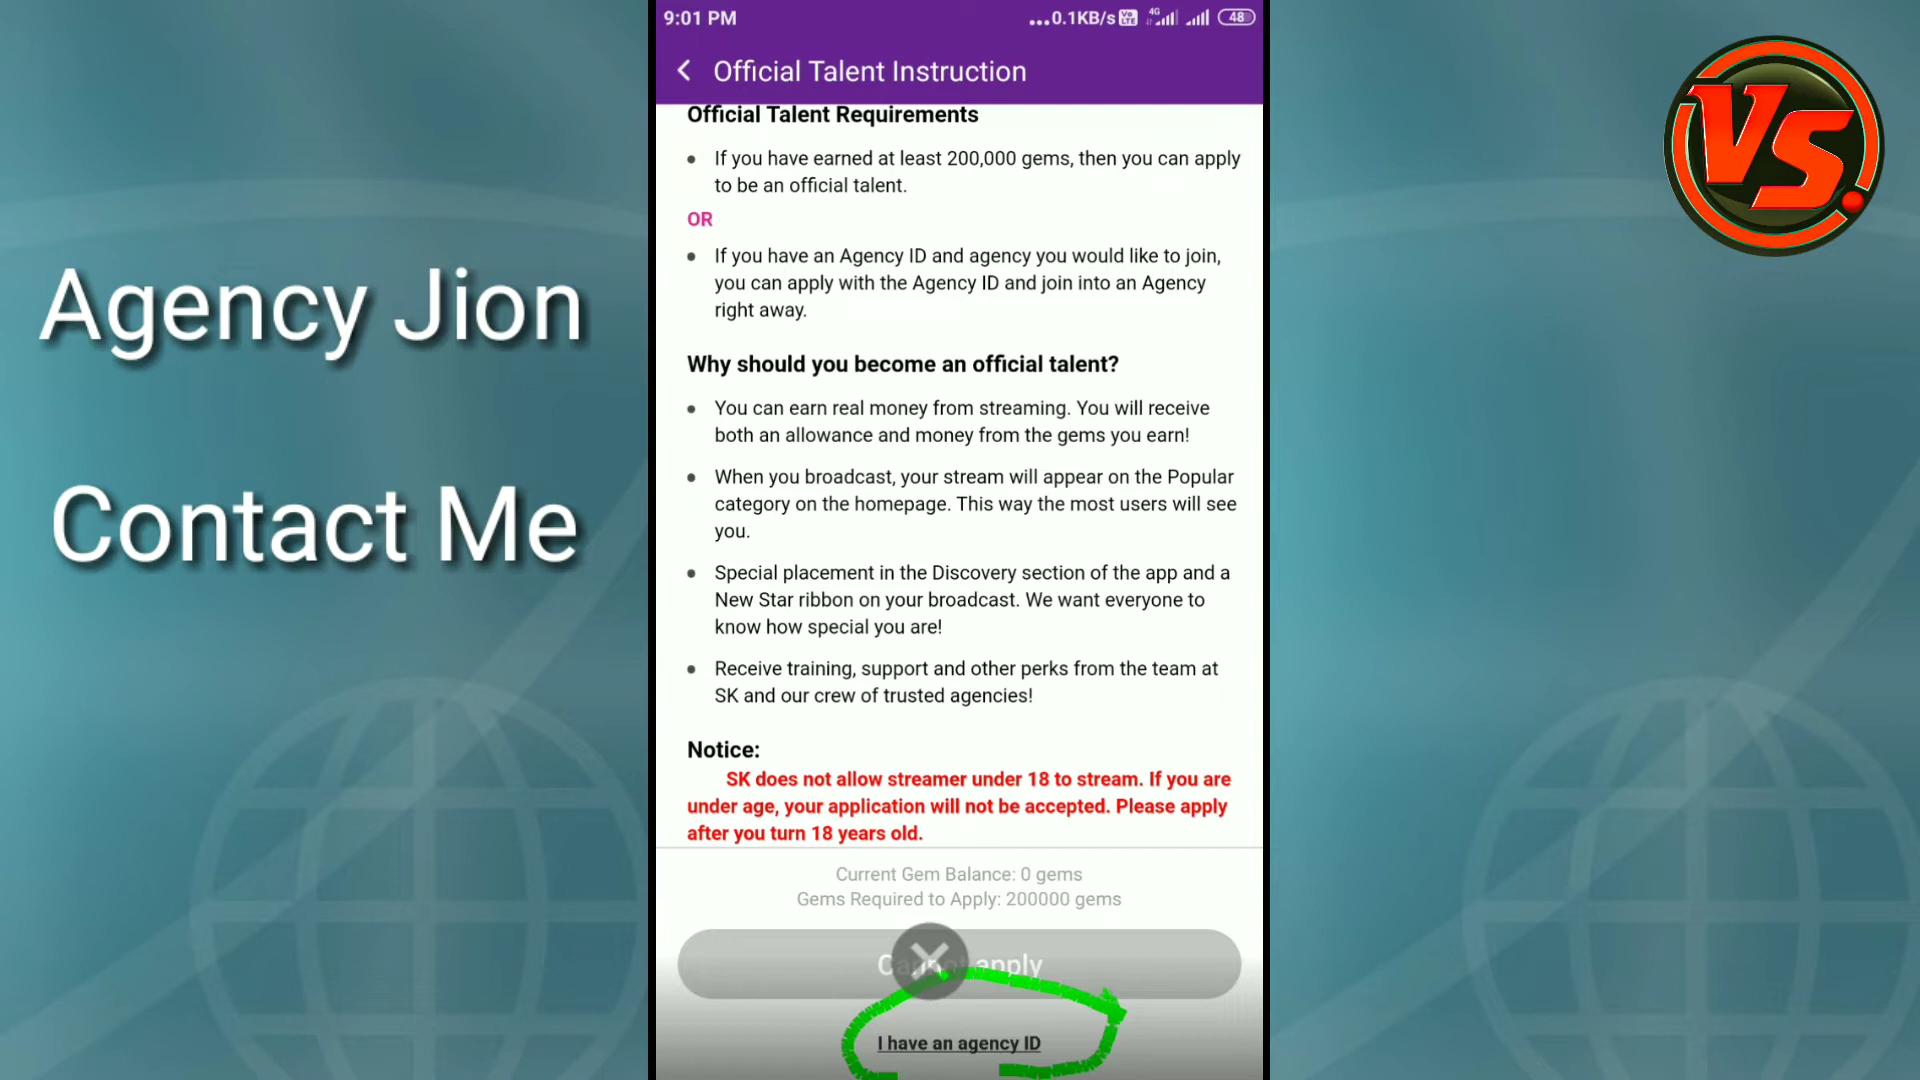 9:01 PM
...0.1KB/s Vo LTE 4G 48
Official Talent Instruction
VS.
Official Talent Requirements
If you have earned at least 200,000 gems, then you can apply
to be an official talent.
OR
If you have an Agency ID and agency you would like to join,
you can apply with the Agency ID and join into an Agency
right away.
Agency Jion
Contact Me
Why should you become an official talent?
You can earn real money from streaming. You will receive
both an allowance and money from the gems you earn!
When you broadcast, your stream will appear on the Popular
category on the homepage. This way the most users will see
you.
Special placement in the Discovery section of the app and a
New Star ribbon on your broadcast. We want everyone to
know how special you are!
Receive training, support and other perks from the team at
SK and our crew of trusted agencies!
Notice:
SK does not allow streamer under 18 to stream. If you are
under age, your application will not be accepted. Please apply
after you turn 18 years old.
Current Gem Balance: 0 gems
Gems Required to Apply: 200000 gems
Cannot apply
I have an agency ID